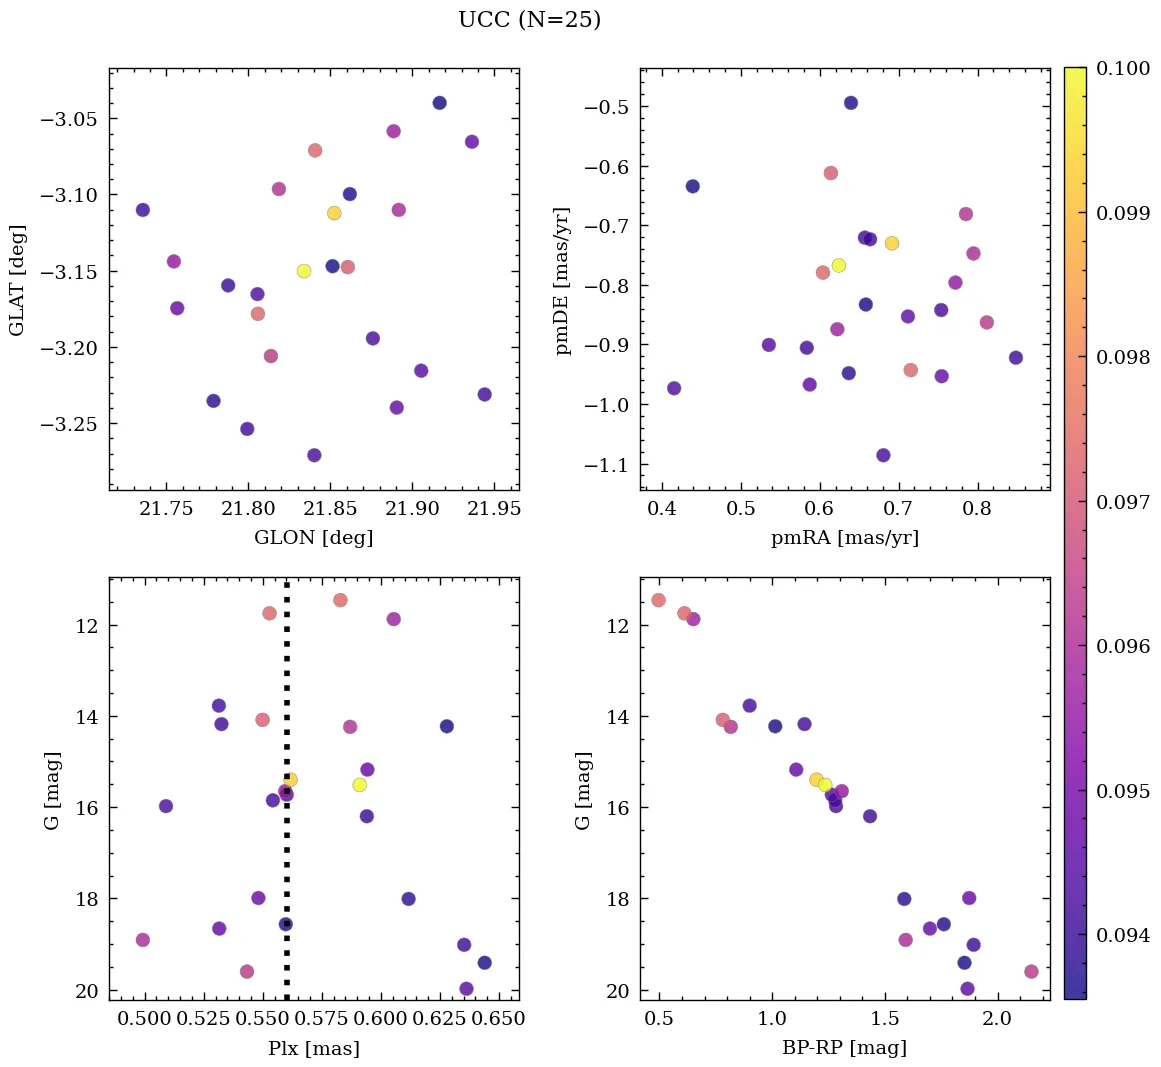 UCC (N=25)
−3.05
−3.10
−3.15
−3.20
−3.25
GLAT [deg]
21.75 21.80 21.85 21.90 21.95
GLON [deg]
−0.5
−0.6
−0.7
−0.8
−0.9
−1.0
−1.1
pmDE [mas/yr]
0.4 0.5 0.6 0.7 0.8
pmRA [mas/yr]
12
14
16
18
20
G [mag]
0.500 0.525 0.550 0.575 0.600 0.625 0.650
Plx [mas]
12
14
16
18
20
G [mag]
0.5 1.0 1.5 2.0
BP-RP [mag]
0.100
0.099
0.098
0.097
0.096
0.095
0.094